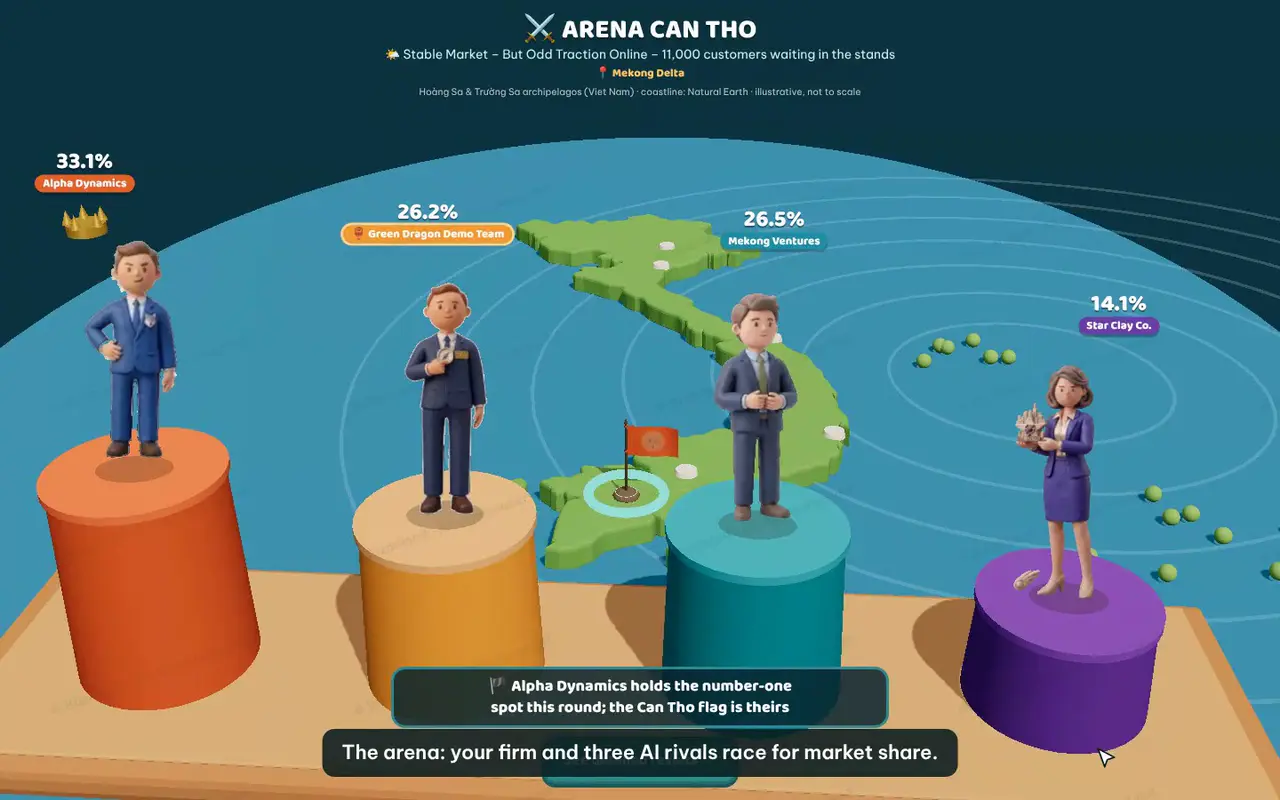 ⚔️ ARENA CAN THO
🌤️ Stable Market – But Odd Traction Online – 11,000 customers waiting in the stands
📍 Mekong Delta
Hoàng Sa & Trường Sa archipelagos (Viet Nam) · coastline: Natural Earth · illustrative, not to scale
33.1%
Alpha Dynamics
26.2%
Green Dragon Demo Team
26.5%
Mekong Ventures
14.1%
Star Clay Co.
Alpha Dynamics holds the number-one
spot this round; the Can Tho flag is theirs
The arena: your firm and three AI rivals race for market share.